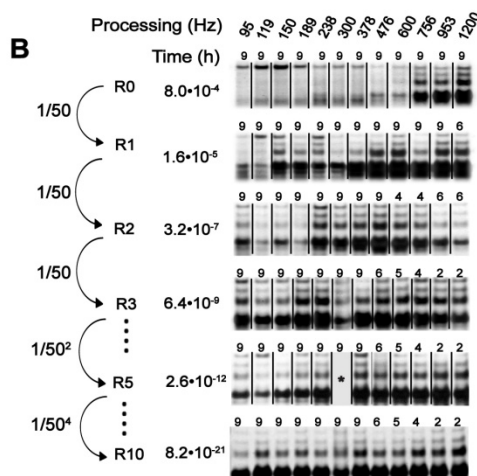 Processing (Hz) 95 119 150 189 238 300 378 476 600 756 953 1200
B
Time (h) 9 9 9 9 9 9 9 9 9 9 9 9
R0 8.0•10⁻⁴
1/50
9 9 9 9 9 9 9 9 9 9 9 6
R1 1.6•10⁻⁵
1/50
9 9 9 9 9 9 9 9 4 4 6 6
R2 3.2•10⁻⁷
1/50
9 9 9 9 9 9 9 6 5 4 2 2
R3 6.4•10⁻⁹
1/50²
9 9 9 9 9 9 9 6 5 4 2 2
R5 2.6•10⁻¹² *
1/50⁴
9 9 9 9 9 9 9 6 5 4 2 2
R10 8.2•10⁻²¹